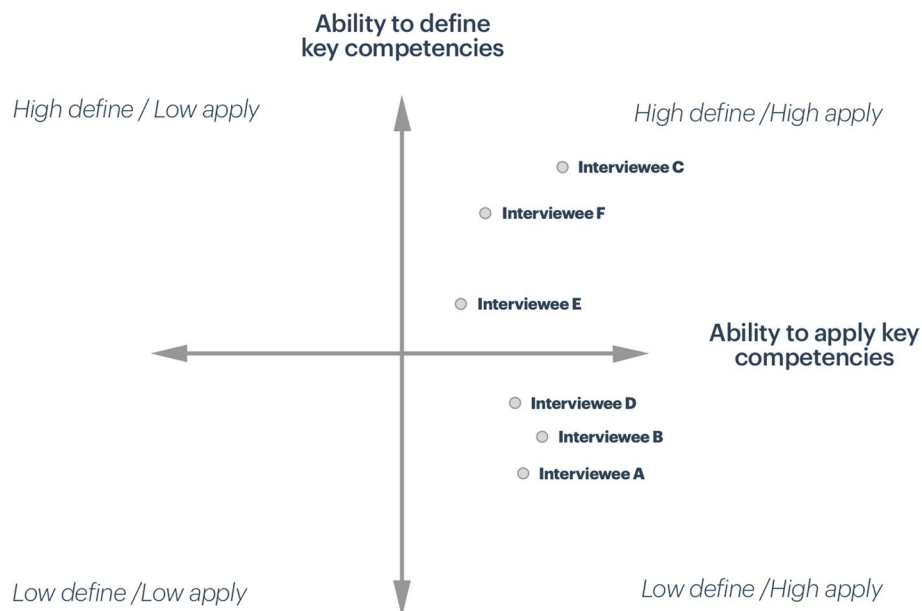 Ability to define
key competencies
High define / Low apply
High define /High apply
Interviewee C
Interviewee F
Interviewee E
Ability to apply key
competencies
Interviewee D
Interviewee B
Interviewee A
Low define /Low apply
Low define /High apply